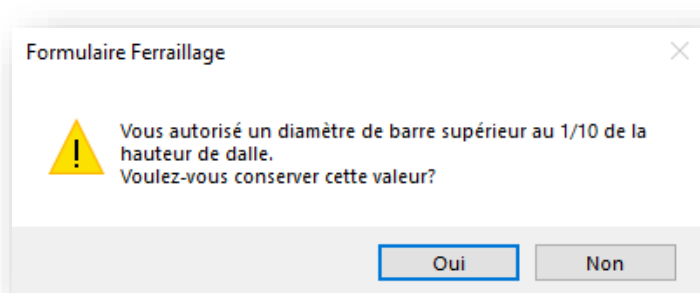 Formulaire Ferraillage
Vous autorisé un diamètre de barre supérieur au 1/10 de la
hauteur de dalle.
Voulez-vous conserver cette valeur?
Oui
Non